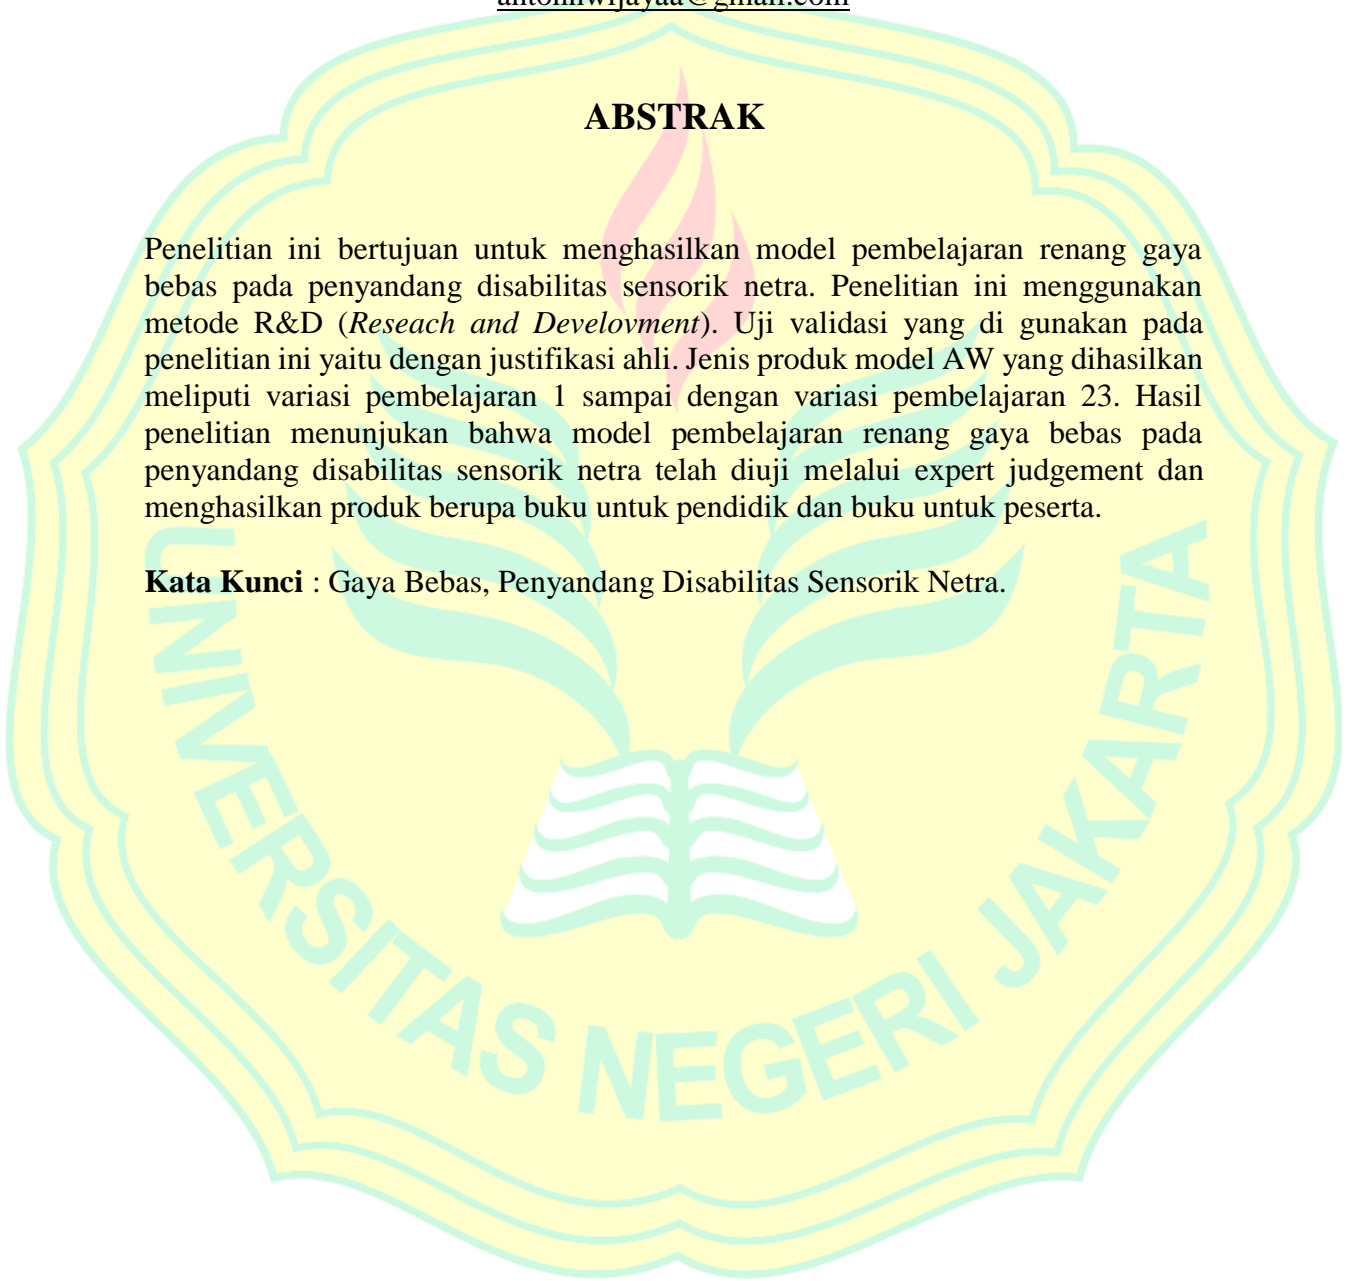 ABSTRAK
Penelitian ini bertujuan untuk menghasilkan model pembelajaran renang gaya
bebas pada penyandang disabilitas sensorik netra. Penelitian ini menggunakan
metode R&D (Reseach and Develovment). Uji validasi yang di gunakan pada
penelitian ini yaitu dengan justifikasi ahli. Jenis produk model AW yang dihasilkan
meliputi variasi pembelajaran 1 sampai dengan variasi pembelajaran 23. Hasil
penelitian menunjukan bahwa model pembelajaran renang gaya bebas pada
penyandang disabilitas sensorik netra telah diuji melalui expert judgement dan
menghasilkan produk berupa buku untuk pendidik dan buku untuk peserta.
Kata Kunci : Gaya Bebas, Penyandang Disabilitas Sensorik Netra.
UNIVERSITAS NEGERI JAKARTA